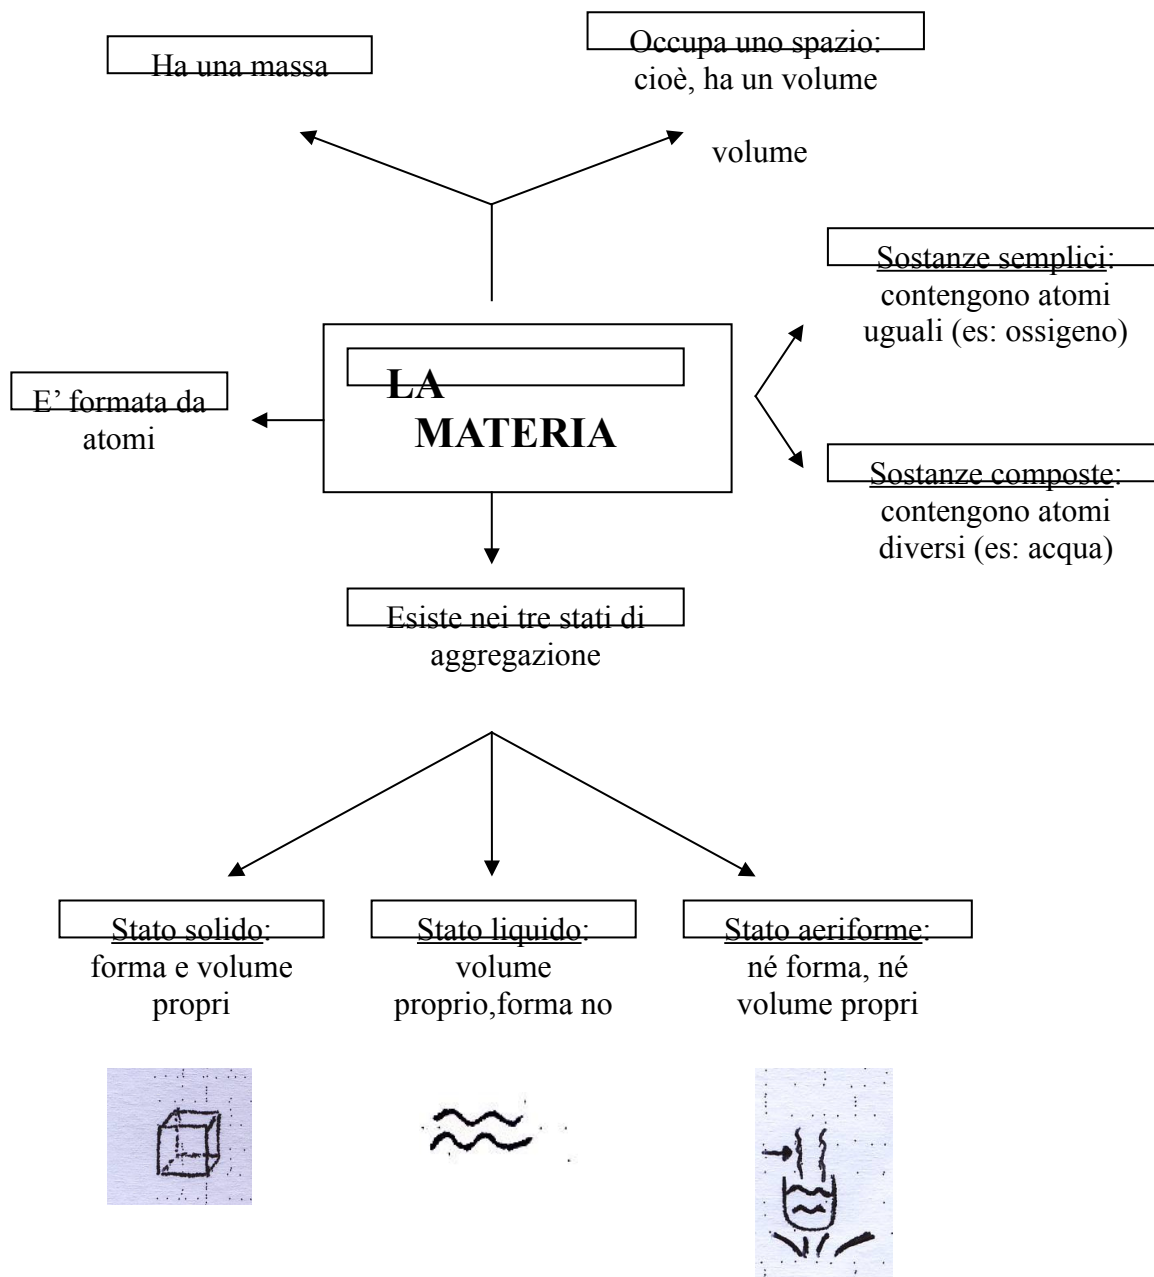 Ha una massa
Occupa uno spazio:
cioè, ha un volume
volume
Sostanze semplici:
contengono atomi
uguali (es: ossigeno)
LA
MATERIA
E’ formata da
atomi
Sostanze composte:
contengono atomi
diversi (es: acqua)
Esiste nei tre stati di
aggregazione
Stato solido:
forma e volume
propri
Stato liquido:
volume
proprio,forma no
Stato aeriforme:
né forma, né
volume propri